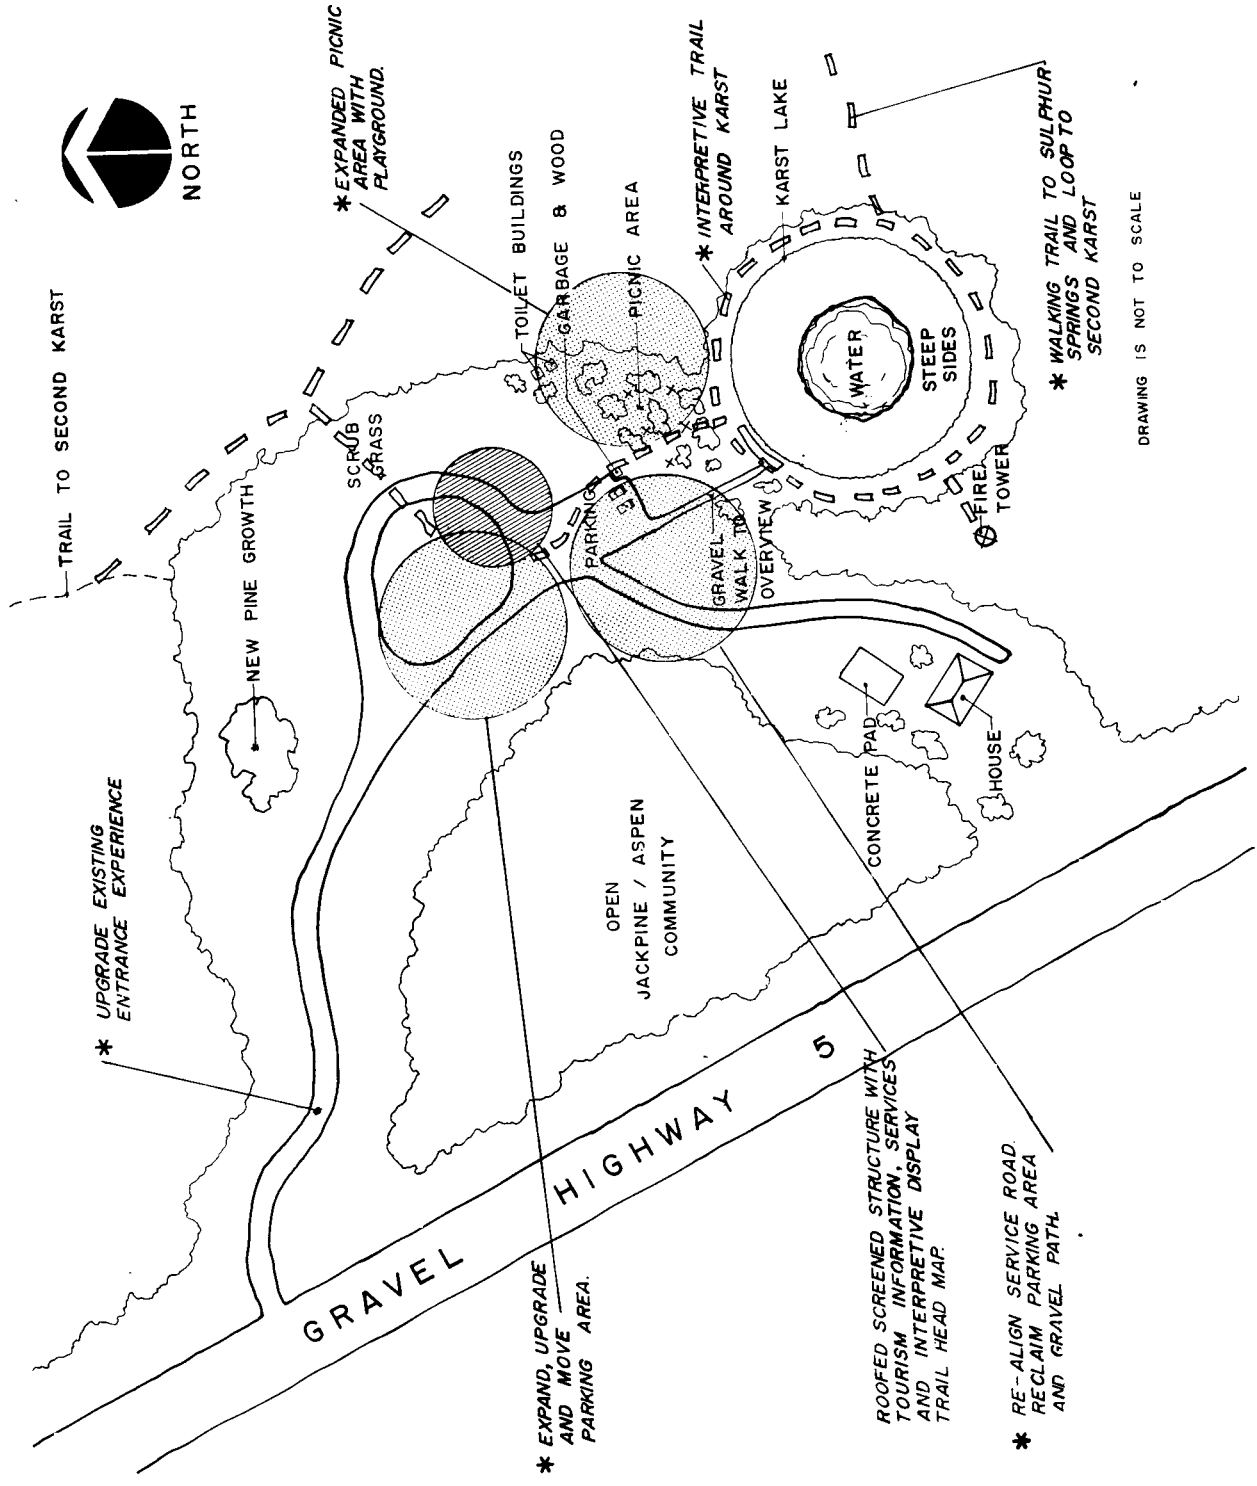 NORTH
TRAIL TO SECOND KARST
* EXPANDED PICNIC
AREA WITH
PLAYGROUND.
* UPGRADE EXISTING
ENTRANCE EXPERIENCE
NEW PINE GROWTH
SCRUB
GRASS
TOILET BUILDINGS
GARBAGE & WOOD
PICNIC AREA
* INTERPRETIVE TRAIL
AROUND KARST
KARST LAKE
PARKING
GRAVEL
WALK TO
OVERVIEW
WATER
STEEP
SIDES
FIRE
TOWER
* WALKING TRAIL TO SULPHUR
SPRINGS AND LOOP TO
SECOND KARST
DRAWING IS NOT TO SCALE
OPEN
JACKPINE / ASPEN
COMMUNITY
CONCRETE PAD
HOUSE
GRAVEL HIGHWAY 5
* EXPAND, UPGRADE
AND MOVE
PARKING AREA.
ROOFED SCREENED STRUCTURE WITH
TOURISM INFORMATION, SERVICES
AND INTERPRETIVE DISPLAY
TRAIL HEAD MAP.
* RE-ALIGN SERVICE ROAD.
RECLAIM PARKING AREA
AND GRAVEL PATH.